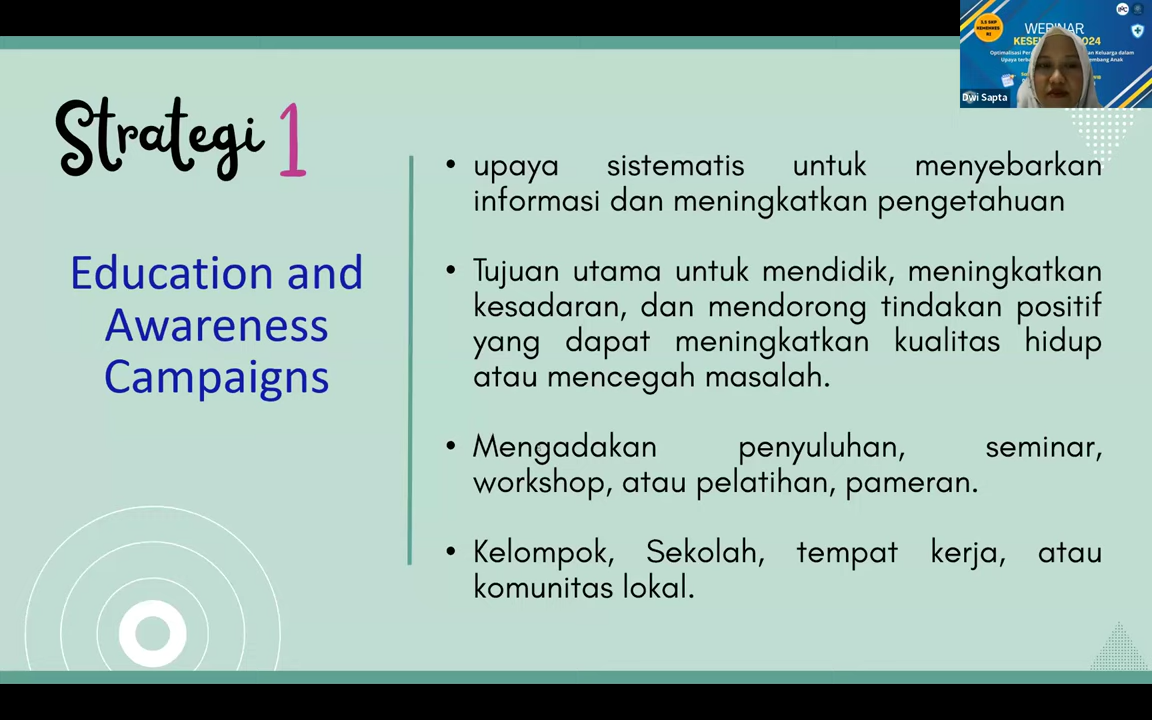 Strategi 1
Education and
Awareness
Campaigns
• upaya sistematis untuk menyebarkan
informasi dan meningkatkan pengetahuan
• Tujuan utama untuk mendidik, meningkatkan
kesadaran, dan mendorong tindakan positif
yang dapat meningkatkan kualitas hidup
atau mencegah masalah.
• Mengadakan penyuluhan, seminar,
workshop, atau pelatihan, pameran.
• Kelompok, Sekolah, tempat kerja, atau
komunitas lokal.
WEBINAR
Dwi Sapta